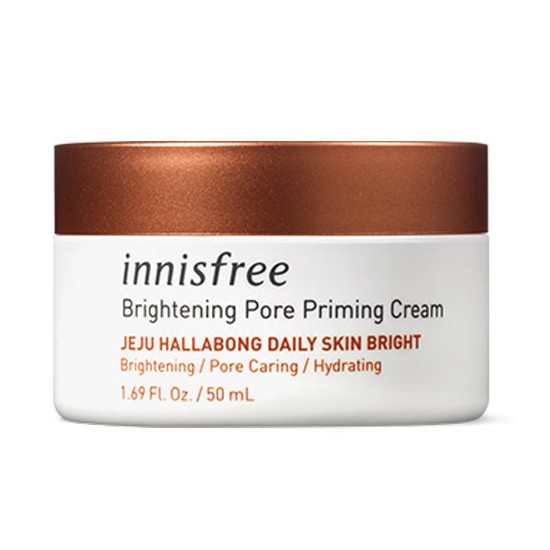 innisfree
Brightening Pore Priming Cream
JEJU HALLABONG DAILY SKIN BRIGHT
Brightening / Pore Caring / Hydrating
1.69 Fl. Oz. / 50 mL